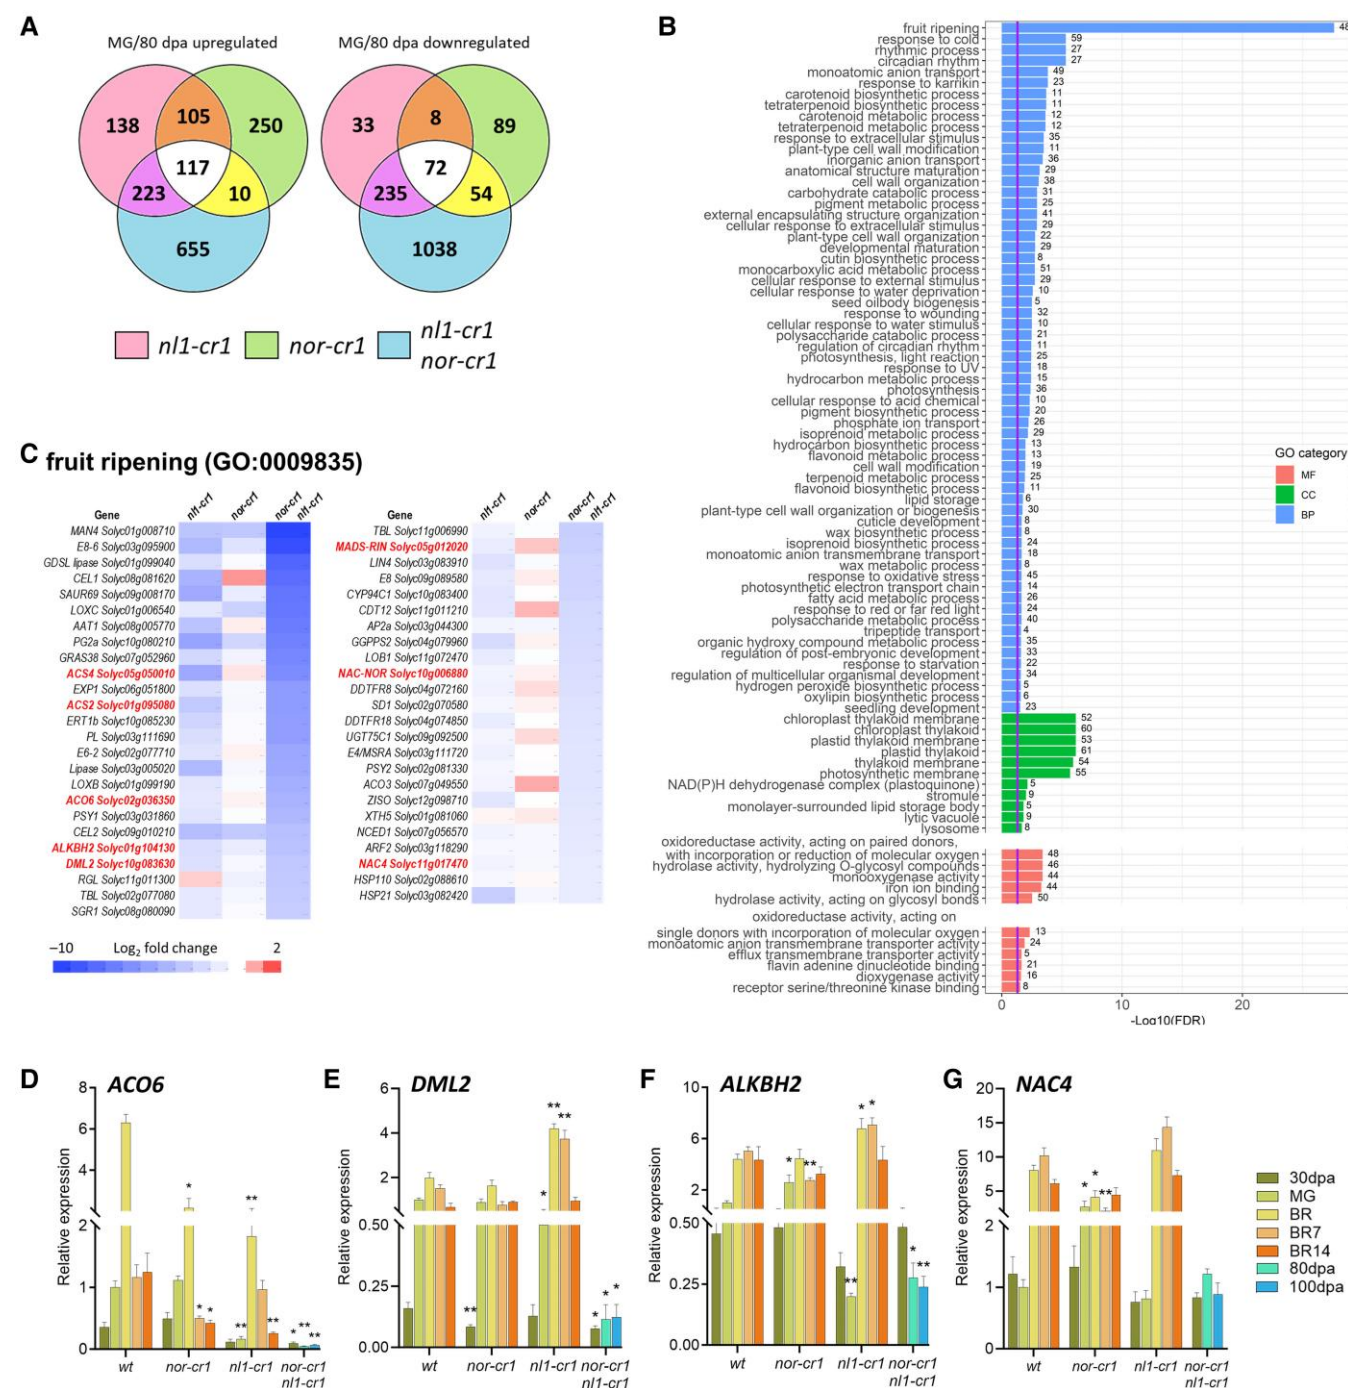 A
MG/80 dpa upregulated
MG/80 dpa downregulated
138
105
250
117
223
10
655
33
8
89
72
235
54
1038
nl1-cr1
nor-cr1
nl1-cr1
nor-cr1
B
fruit ripening
response to cold 59
rhythmic process 27
circadian rhythm 27
monoatomic anion transport 49
response to karrikin 23
carotenoid biosynthetic process 11
tetraterpenoid biosynthetic process 11
carotenoid metabolic process 12
tetraterpenoid metabolic process 12
response to extracellular stimulus 35
plant-type cell wall modification 11
inorganic anion transport 36
anatomical structure maturation 29
cell wall organization 38
carbohydrate catabolic process 31
pigment metabolic process 25
external encapsulating structure organization 41
cellular response to extracellular stimulus 29
plant-type cell wall organization 22
developmental maturation 29
cutin biosynthetic process 8
monocarboxylic acid metabolic process 51
cellular response to external stimulus 29
cellular response to water deprivation 10
seed oilbody biogenesis 5
response to wounding 32
cellular response to water stimulus 10
polysaccharide catabolic process 21
regulation of circadian rhythm 11
photosynthesis, light reaction 25
response to UV 18
hydrocarbon metabolic process 15
photosynthesis 36
cellular response to acid chemical 10
pigment biosynthetic process 20
phosphate ion transport 26
isoprenoid metabolic process 29
hydrocarbon biosynthetic process 13
flavonoid metabolic process 13
cell wall modification 19
terpenoid metabolic process 25
flavonoid biosynthetic process 11
lipid storage 6
plant-type cell wall organization or biogenesis 30
cuticle development 8
wax biosynthetic process 8
isoprenoid biosynthetic process 24
monoatomic anion transmembrane transport 18
wax metabolic process 8
response to oxidative stress 45
photosynthetic electron transport chain 14
fatty acid metabolic process 26
response to red or far red light 24
polysaccharide metabolic process 40
tripeptide transport 4
organic hydroxy compound metabolic process 35
regulation of post-embryonic development 33
response to starvation 22
regulation of multicellular organismal development 34
hydrogen peroxide biosynthetic process 5
oxylipin biosynthetic process 6
seedling development 23
chloroplast thylakoid membrane 52
chloroplast thylakoid 60
plastid thylakoid membrane 53
plastid thylakoid 61
thylakoid membrane 54
photosynthetic membrane 55
NAD(P)H dehydrogenase complex (plastoquinone) 5
stromule 9
monolayer-surrounded lipid storage body 5
lytic vacuole 9
lysosome 8
oxidoreductase activity, acting on paired donors,
with incorporation or reduction of molecular oxygen 48
hydrolase activity, hydrolyzing O-glycosyl compounds 46
monooxygenase activity 44
iron ion binding 44
hydrolase activity, acting on glycosyl bonds 50
oxidoreductase activity, acting on
single donors with incorporation of molecular oxygen 13
monoatomic anion transmembrane transporter activity 24
efflux transmembrane transporter activity 5
flavin adenine dinucleotide binding 21
dioxygenase activity 16
receptor serine/threonine kinase binding 8
0 10 20
-Log10(FDR)
GO category
MF
CC
BP
C
fruit ripening (GO:0009835)
Gene nl1-cr1 nor-cr1 nor-cr1 nl1-cr1
MAN4 Solyc01g008710
E8-6 Solyc03g095900
GDSL lipase Solyc01g099040
CEL1 Solyc08g081620
SAUR69 Solyc09g008170
LOXC Solyc01g006540
AAT1 Solyc08g005770
PG2a Solyc10g080210
GRAS38 Solyc07g052960
ACS4 Solyc05g050010
EXP1 Solyc06g051800
ACS2 Solyc01g095080
ERT1b Solyc10g085230
PL Solyc03g111690
E6-2 Solyc02g077710
Lipase Solyc03g005020
LOXB Solyc01g099190
ACO6 Solyc02g036350
PSY1 Solyc03g031860
CEL2 Solyc09g010210
ALKBH2 Solyc01g104130
DML2 Solyc10g083630
RGL Solyc11g011300
TBL Solyc02g077080
SGR1 Solyc08g080090
Gene nl1-cr1 nor-cr1 nor-cr1 nl1-cr1
TBL Solyc11g006990
MADS-RIN Solyc05g012020
LIN4 Solyc03g083910
E8 Solyc09g089580
CYP94C1 Solyc10g083400
CDT12 Solyc11g011210
AP2a Solyc03g044300
GGPPS2 Solyc04g079960
LOB1 Solyc11g072470
NAC-NOR Solyc10g006880
DDTFR8 Solyc04g072160
SD1 Solyc02g070580
DDTFR18 Solyc04g074850
UGT75C1 Solyc09g092500
E4/MSRA Solyc03g111720
PSY2 Solyc02g081330
ACO3 Solyc07g049550
ZISO Solyc12g098710
XTH5 Solyc01g081060
NCED1 Solyc07g056570
ARF2 Solyc03g118290
NAC4 Solyc11g017470
HSP110 Solyc02g088610
HSP21 Solyc03g082420
−10 Log2 fold change 2
D
ACO6
Relative expression
8
6
4
2
1
0
* * * ** ** ** * ** **
wt nor-cr1 nl1-cr1 nor-cr1
nl1-cr1
E
DML2
Relative expression
6
4
2
0.50
0.25
0.00
** * ** ** * * *
wt nor-cr1 nl1-cr1 nor-cr1
nl1-cr1
F
ALKBH2
Relative expression
10
6
2
0.50
0.25
0.00
* ** ** * * * **
wt nor-cr1 nl1-cr1 nor-cr1
nl1-cr1
G
NAC4
Relative expression
20
15
10
5
2
1
0
* * **
wt nor-cr1 nl1-cr1 nor-cr1
nl1-cr1
30dpa
MG
BR
BR7
BR14
80dpa
100dpa